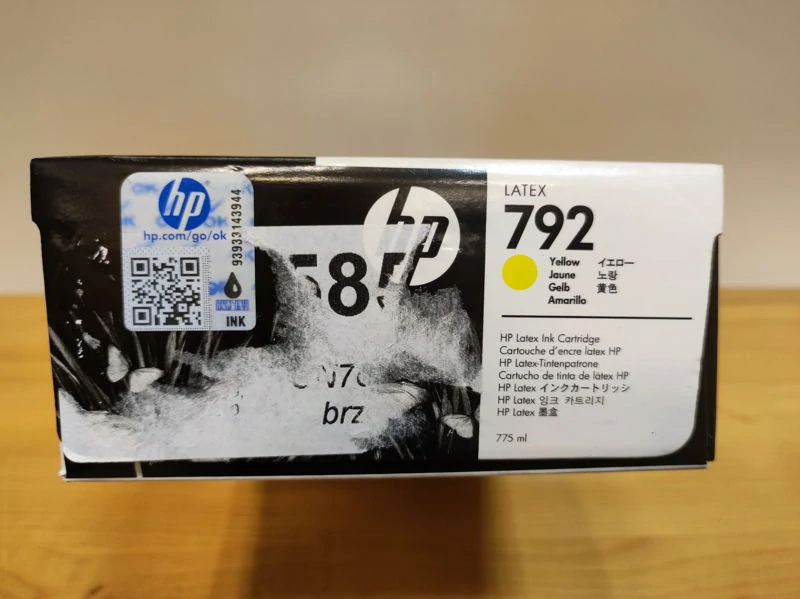 hp
hp.com/go/ok
93933143944
INK
hp
585
brz
LATEX
792
Yellow イエロー
Jaune 노랑
Gelb 黄色
Amarillo
HP Latex Ink Cartridge
Cartouche d'encre latex HP
HP Latex-Tintenpatrone
Cartucho de tinta de látex HP
HP Latex インクカートリッジ
HP Latex 잉크 카트리지
HP Latex 墨盒
775 ml